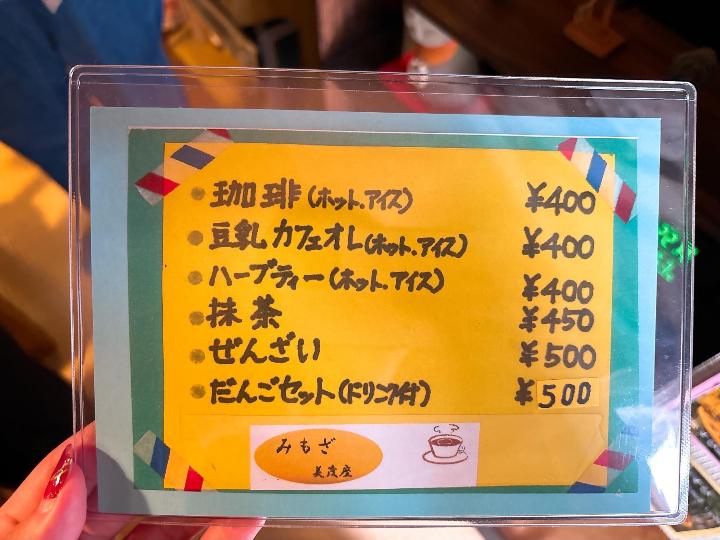 珈琲(ホット.アイス) ¥400
豆乳カフェオレ(ホット.アイス) ¥400
ハーブティー(ホット.アイス) ¥400
抹茶 ¥450
ぜんざい ¥500
だんごセット(ドリンク付) ¥500
みもざ
美茂座